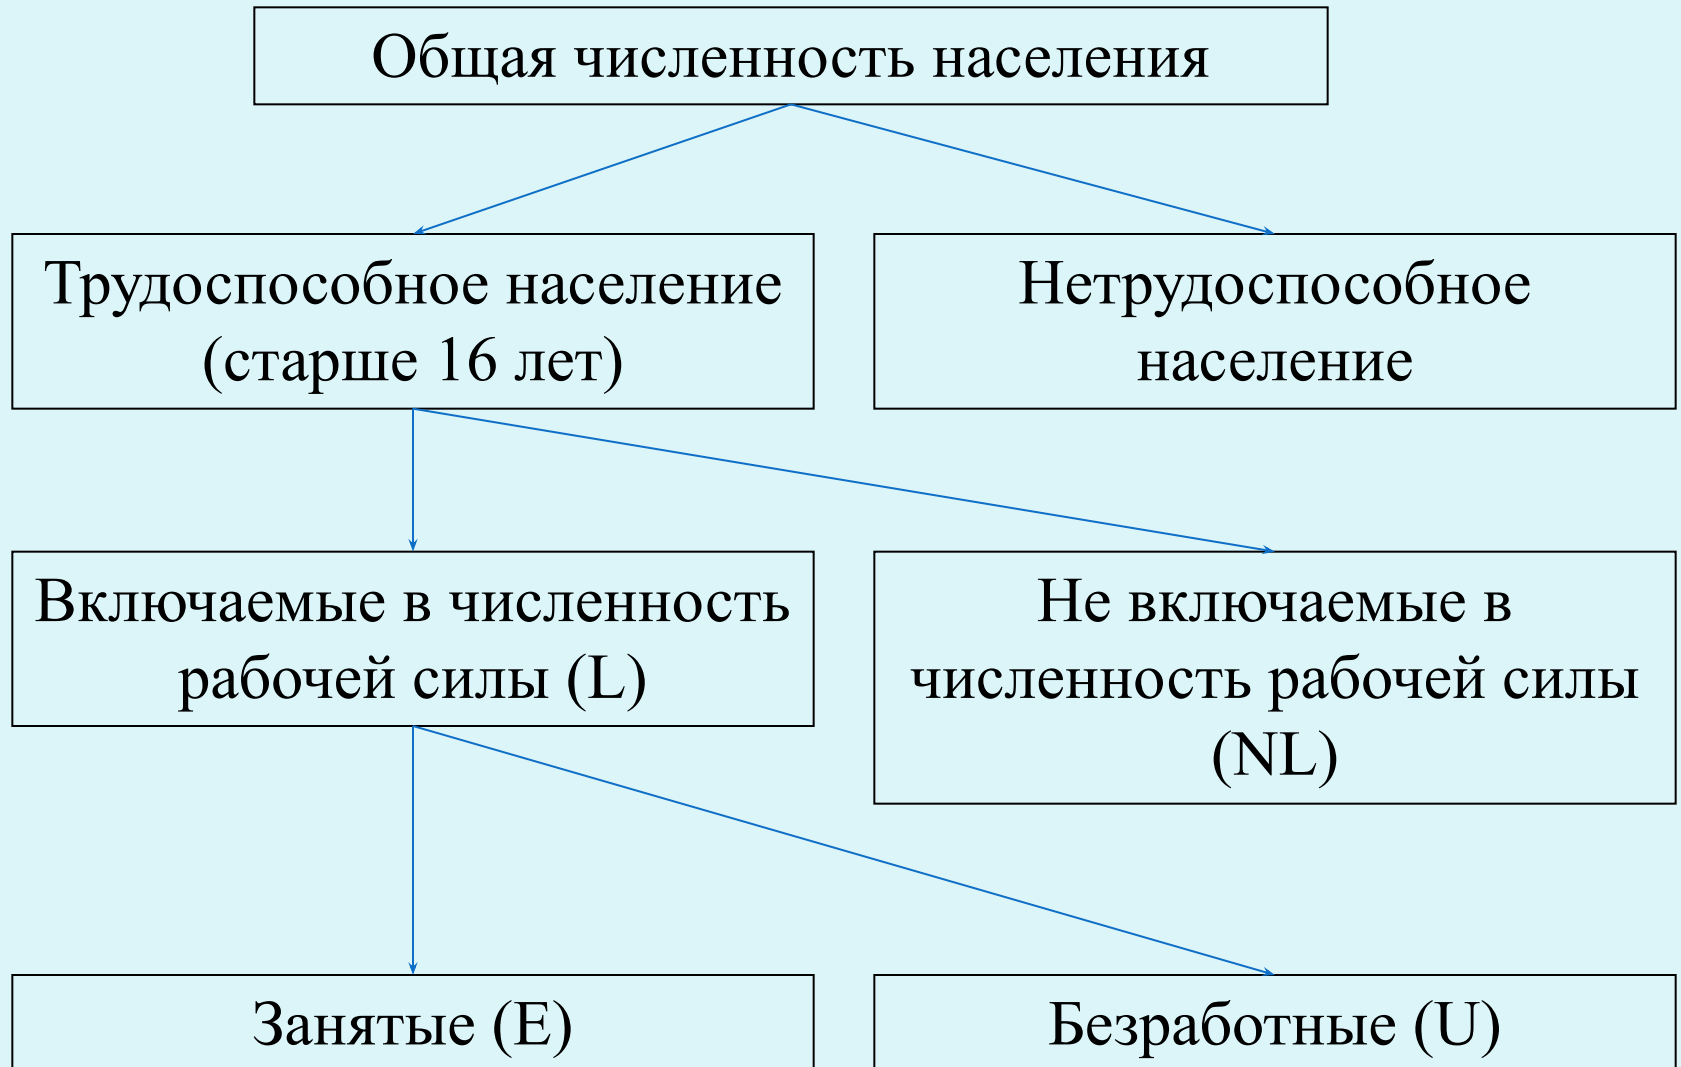 Общая численность населения
Трудоспособное население
(старше 16 лет)
Нетрудоспособное
население
Включаемые в численность
рабочей силы (L)
Не включаемые в
численность рабочей силы
(NL)
Занятые (E)
Безработные (U)